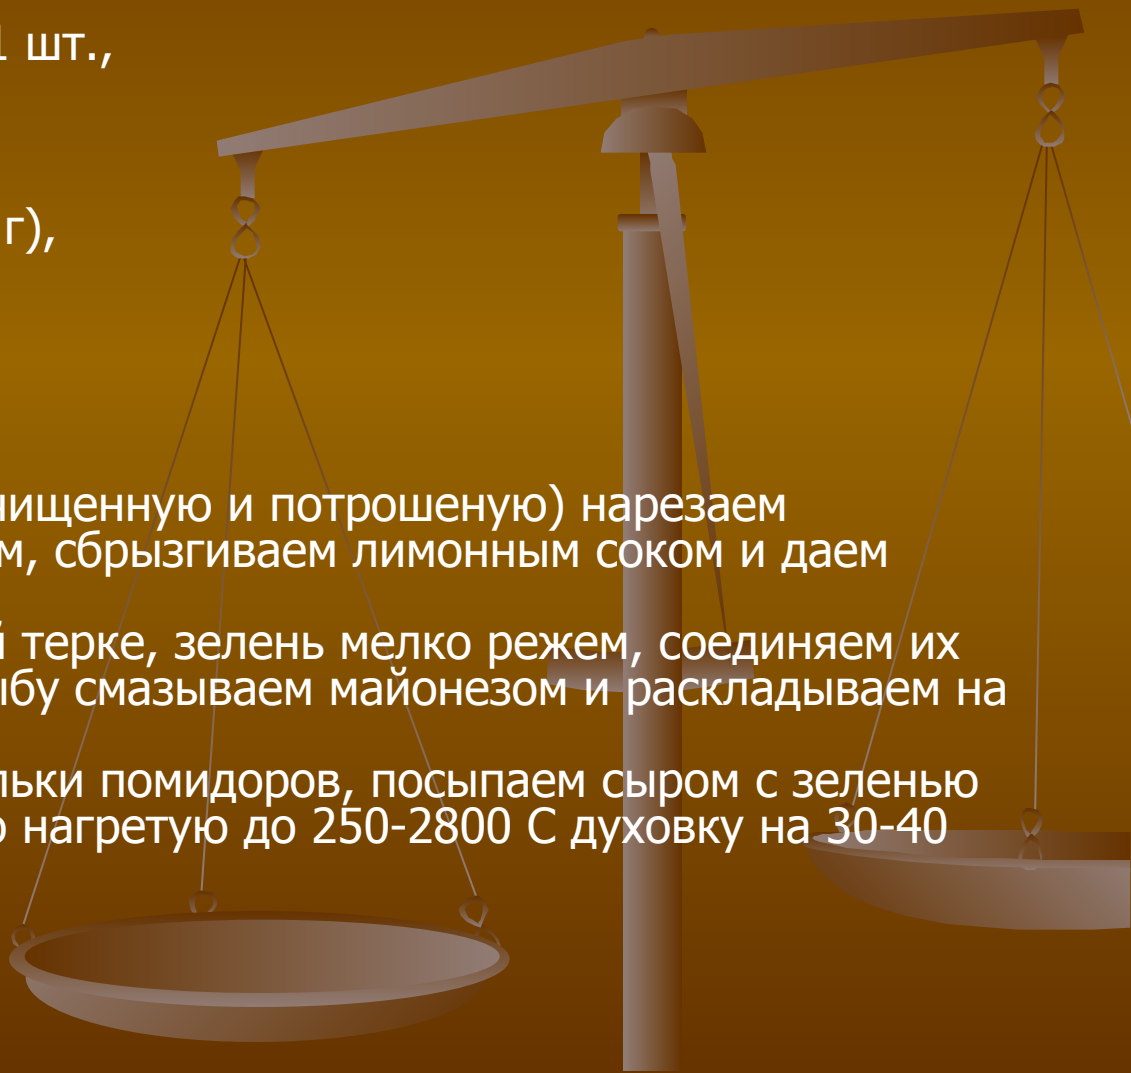 1 шт.,
г),
чищенную и потрошеную) нарезаем
м, сбрызгиваем лимонным соком и даем
й терке, зелень мелко режем, соединяем их
ыбу смазываем майонезом и раскладываем на
льки помидоров, посыпаем сыром с зеленью
о нагретую до 250-2800 С духовку на 30-40